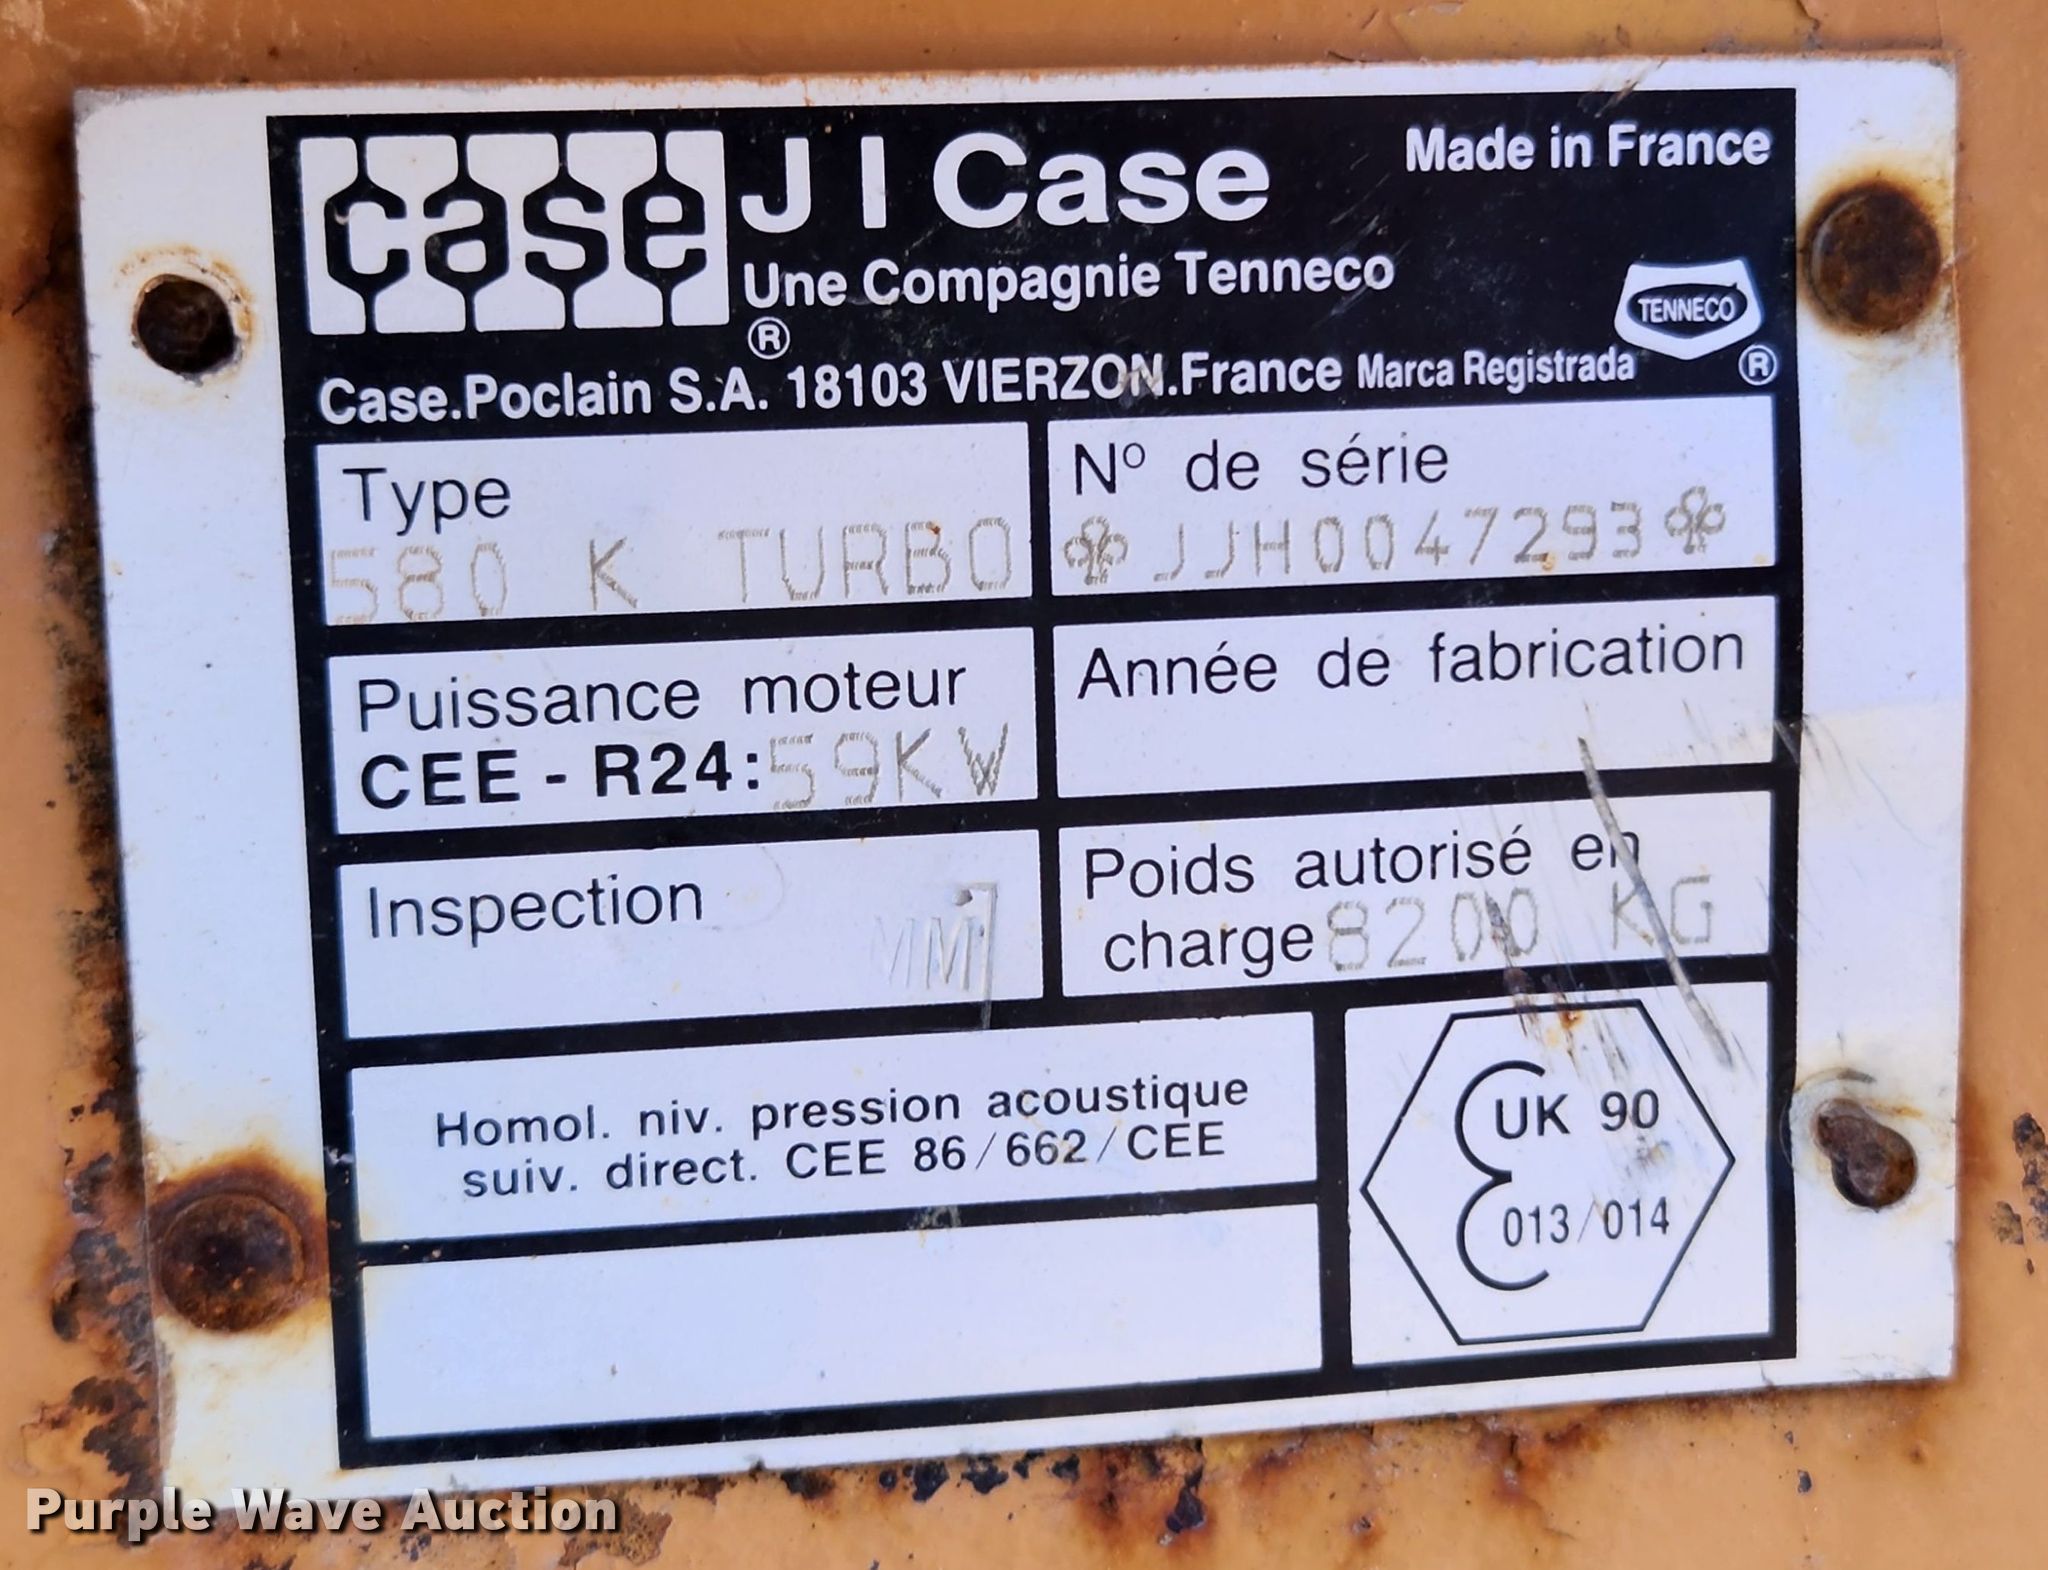 case J I Case Made in France
Une Compagnie Tenneco
® TENNECO
Case.Poclain S.A. 18103 VIERZON.France Marca Registrada ®
Type
580 K TURBO
N° de série
JJH0047293
Puissance moteur
CEE - R24: 59KW
Année de fabrication
Inspection
MM
Poids autorisé en
charge 8200 KG
Homol. niv. pression acoustique
suiv. direct. CEE 86/662/CEE
UK 90
013/014
Purple Wave Auction